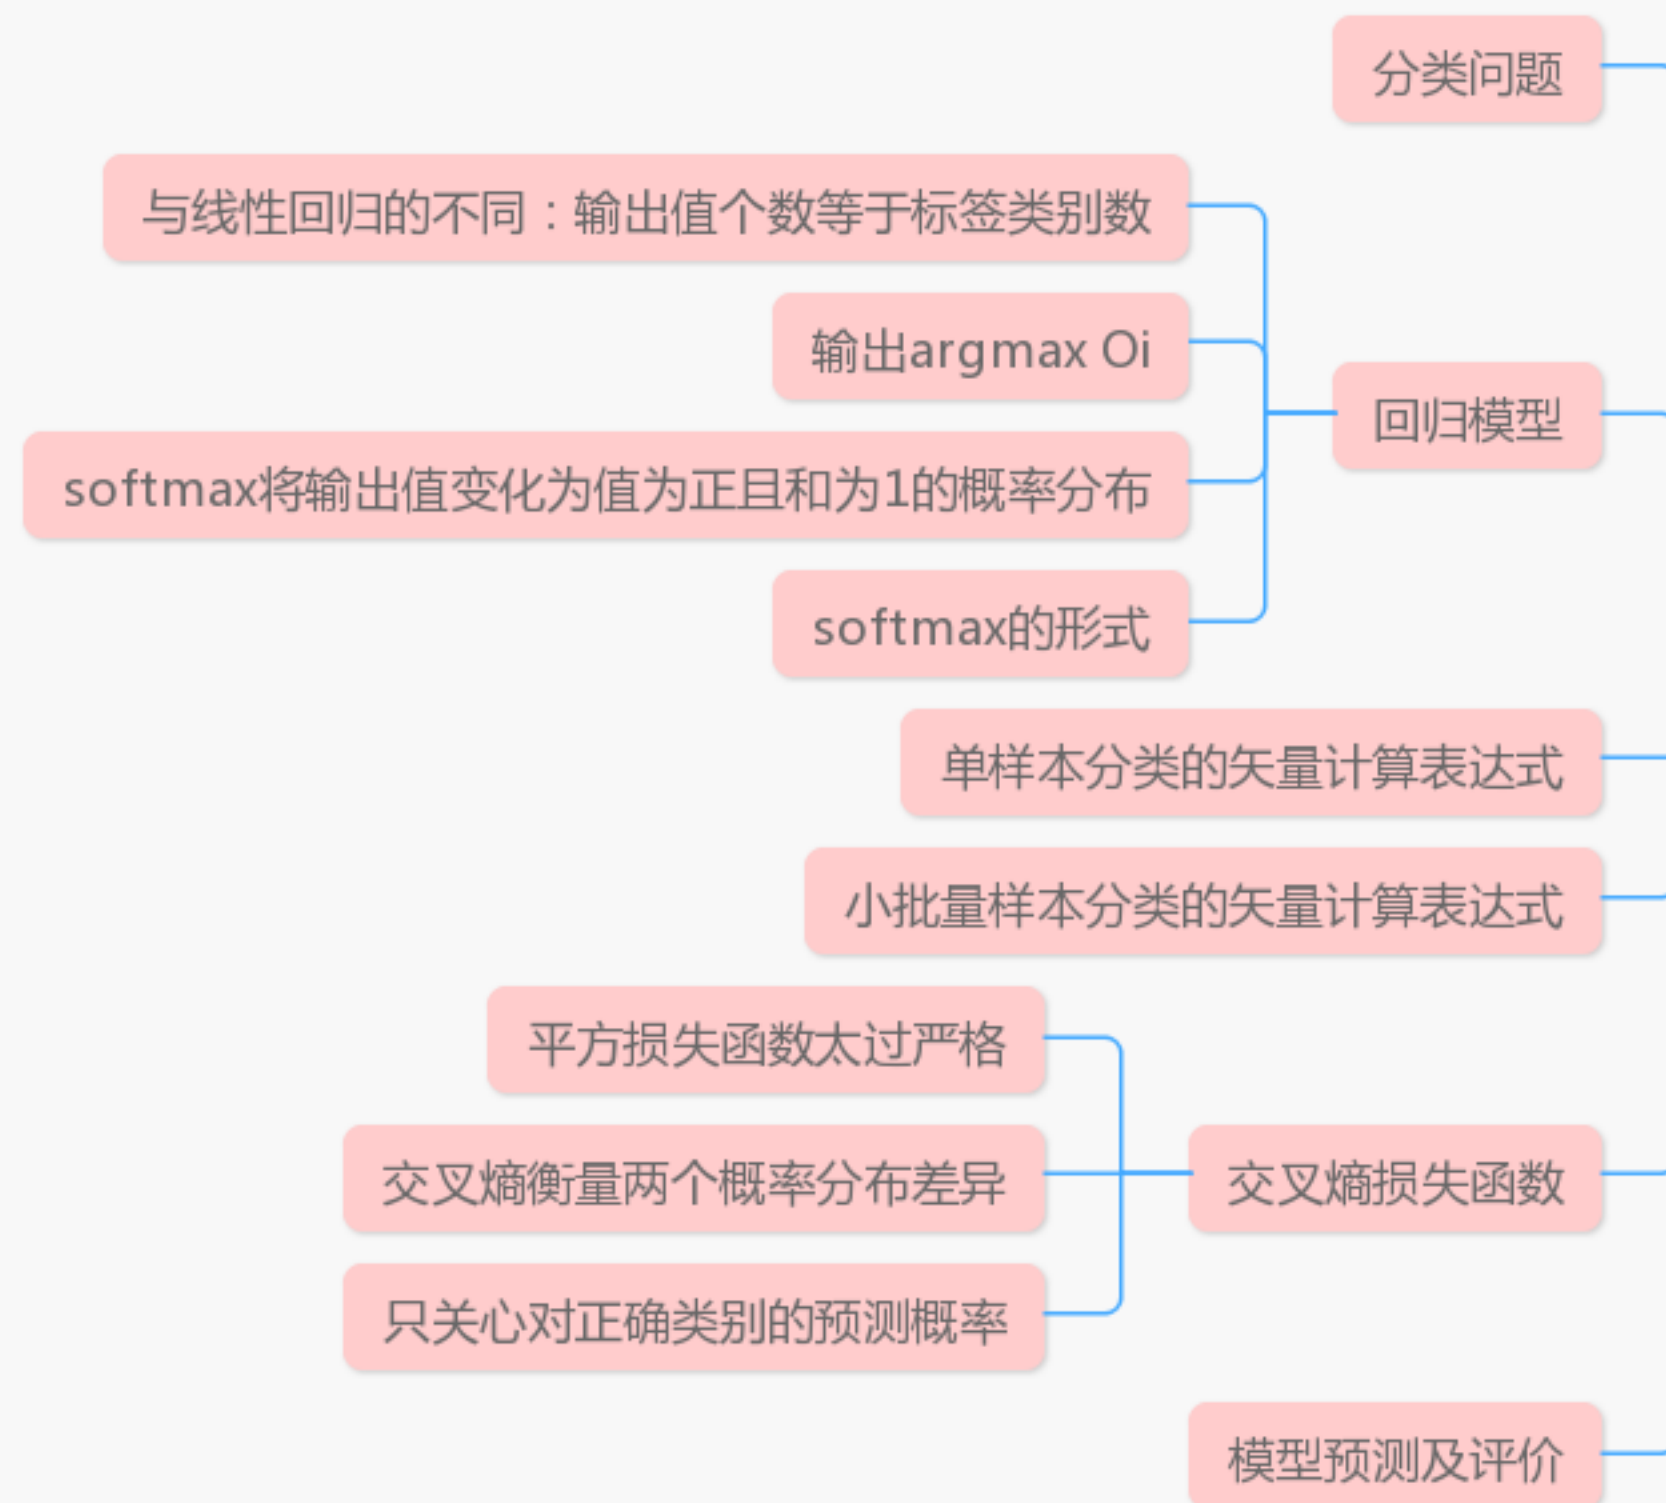 分类问题
与线性回归的不同：输出值个数等于标签类别数
输出argmax Oi
softmax将输出值变化为值为正且和为1的概率分布
softmax的形式
回归模型
单样本分类的矢量计算表达式
小批量样本分类的矢量计算表达式
平方损失函数太过严格
交叉熵衡量两个概率分布差异
只关心对正确类别的预测概率
交叉熵损失函数
模型预测及评价